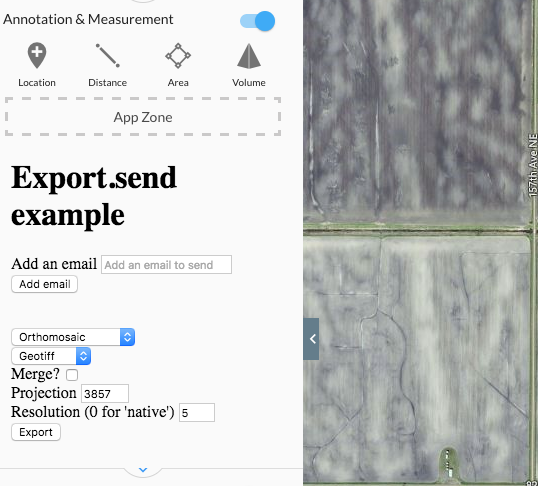 Annotation & Measurement
Location Distance Area Volume
App Zone
Export.send
example
Add an email Add an email to send
Add email
Orthomosaic
Geotiff
Merge?
Projection 3857
Resolution (0 for 'native') 5
Export
157th Ave NE